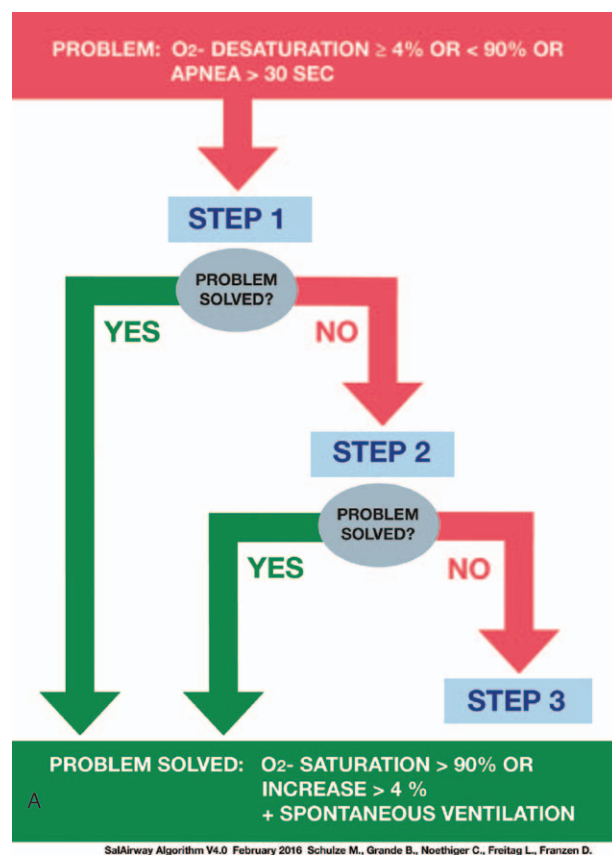 PROBLEM: O2- DESATURATION ≥ 4% OR < 90% OR
APNEA > 30 SEC
STEP 1
PROBLEM
SOLVED?
YES
NO
STEP 2
PROBLEM
SOLVED?
YES
NO
STEP 3
PROBLEM SOLVED: O2- SATURATION > 90% OR
INCREASE > 4 %
+ SPONTANEOUS VENTILATION
A
SalAirway Algorithm V4.0 February 2016 Schulze M., Grande B., Noethiger C., Freitag L., Franzen D.